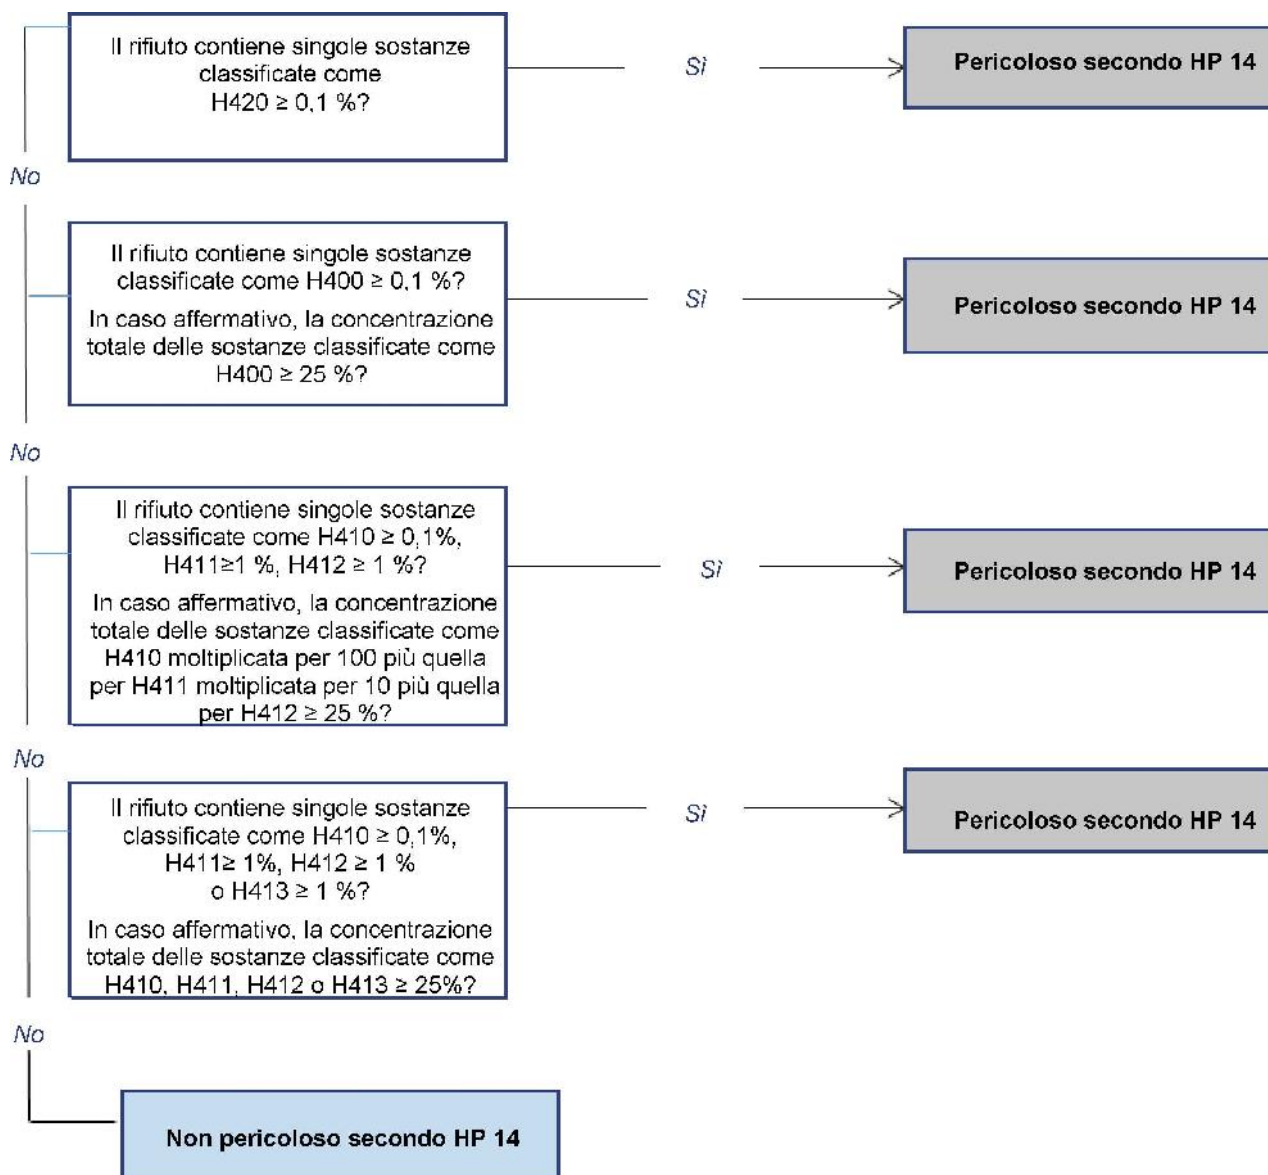 Il rifiuto contiene singole sostanze
classificate come
H420 ≥ 0,1 %?
Sì
Pericoloso secondo HP 14
No
Il rifiuto contiene singole sostanze
classificate come H400 ≥ 0,1 %?
In caso affermativo, la concentrazione
totale delle sostanze classificate come
H400 ≥ 25 %?
Sì
Pericoloso secondo HP 14
No
Il rifiuto contiene singole sostanze
classificate come H410 ≥ 0,1%,
H411≥1 %, H412 ≥ 1 %?
In caso affermativo, la concentrazione
totale delle sostanze classificate come
H410 moltiplicata per 100 più quella
per H411 moltiplicata per 10 più quella
per H412 ≥ 25 %?
Sì
Pericoloso secondo HP 14
No
Il rifiuto contiene singole sostanze
classificate come H410 ≥ 0,1%,
H411≥ 1%, H412 ≥ 1 %
o H413 ≥ 1 %?
In caso affermativo, la concentrazione
totale delle sostanze classificate come
H410, H411, H412 o H413 ≥ 25%?
Sì
Pericoloso secondo HP 14
No
Non pericoloso secondo HP 14